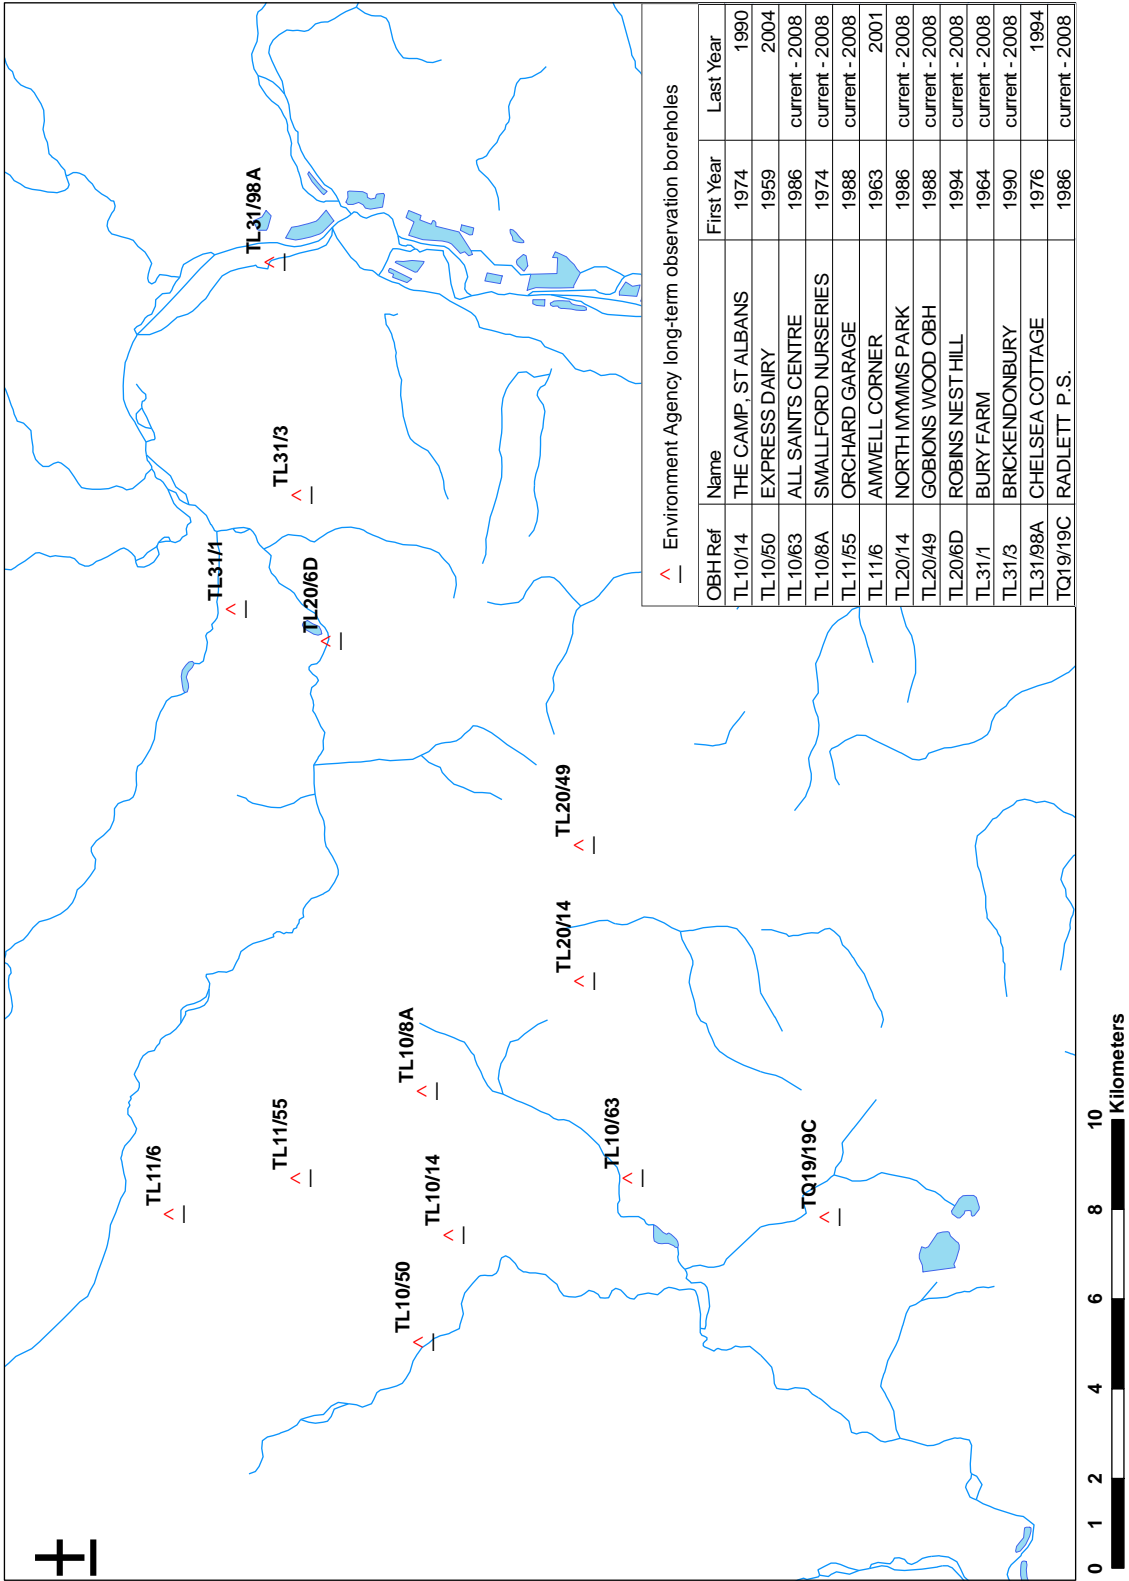 TL31/98A
TL31/3
TL31/1
TL20/6D
TL20/49
TL20/14
TL10/8A
TL11/55
TL11/6
TL10/14
TL10/63
TL10/50
TQ19/19C
Environment Agency long-term observation boreholes
OBH Ref Name First Year Last Year
TL10/14 THE CAMP, ST ALBANS 1974 1990
TL10/50 EXPRESS DAIRY 1959 2004
TL10/63 ALL SAINTS CENTRE 1986 current - 2008
TL10/8A SMALLFORD NURSERIES 1974 current - 2008
TL11/55 ORCHARD GARAGE 1988 current - 2008
TL11/6 AMWELL CORNER 1963 2001
TL20/14 NORTH MYMMS PARK 1986 current - 2008
TL20/49 GOBIONS WOOD OBH 1988 current - 2008
TL20/6D ROBINS NEST HILL 1994 current - 2008
TL31/1 BURY FARM 1964 current - 2008
TL31/3 BRICKENDONBURY 1990 current - 2008
TL31/98A CHELSEA COTTAGE 1976 1994
TQ19/19C RADLETT P.S. 1986 current - 2008
0 1 2 4 6 8 10
Kilometers